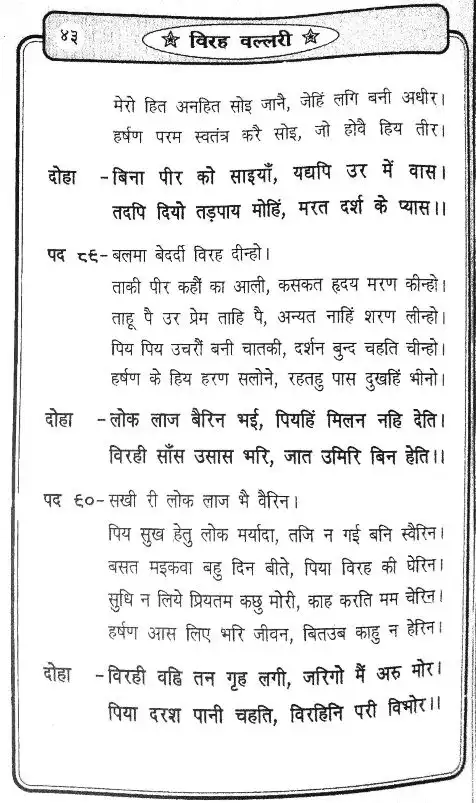 ४३
☆ विरह वल्लरी ☆
मेरो हित अनहित सोइ जानै, जेहिं लगि बनी अधीर।
हर्षण परम स्वतंत्र करै सोइ, जो होवै हिय तीर।
दोहा -बिना पीर को साइयाँ, यद्यपि उर में वास।
तदपि दियो तड़पाय मोहिं, मरत दर्श के प्यास।।
पद ८९- बलमा बेदर्दी विरह दीन्हो।
ताकी पीर कहौं का आली, कसकत हृदय मरण कीन्हो।
ताहू पै उर प्रेम ताहि पै, अन्यत नाहिं शरण लीन्हो।
पिय पिय उचरौं बनी चातकी, दर्शन बुन्द चहति चीन्हो।
हर्षण के हिय हरण सलोने, रहतहु पास दुखहिं भीनो।
दोहा -लोक लाज बैरिन भई, पियहिं मिलन नहि देति।
विरही साँस उसास भरि, जात उमिरि बिन हेति।।
पद ९०- सखी री लोक लाज भै वैरिन।
पिय सुख हेतु लोक मर्यादा, तजि न गई बनि स्वैरिन।
बसत मइकवा बहु दिन बीते, पिया विरह की घेरिन।
सुधि न लिये प्रियतम कछु मोरी, काह करति मम चेरिन।
हर्षण आस लिए भरि जीवन, बितउंब काहु न हेरिन।
दोहा -विरही वह्नि तन गृह लगी, जरिगो मैं अरु मोर।
पिया दरश पानी चहति, विरहिनि परी विभोर।।